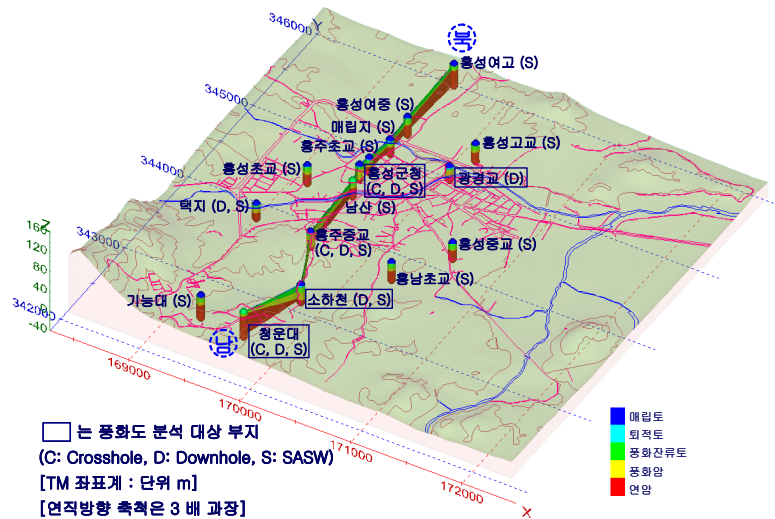 346000
Y
북
홍성여고 (S)
345000
홍성여중 (S)
매립지 (S)
홍주초교 (S)
홍성고교 (S)
344000
홍성초교 (S)
홍성군청
(C, D, S)
광경교 (D)
택지 (D, S)
남산 (S)
Z
160
120
80
40
0
-40
343000
홍주중교
(C, D, S)
홍성중교 (S)
홍남초교 (S)
기능대 (S)
소하천 (D, S)
342000
남
청운대
(C, D, S)
169000
170000
171000
172000
X
는 풍화도 분석 대상 부지
(C: Crosshole, D: Downhole, S: SASW)
[TM 좌표계 : 단위 m]
[연직방향 축척은 3 배 과장]
매립토
퇴적토
풍화잔류토
풍화암
연암